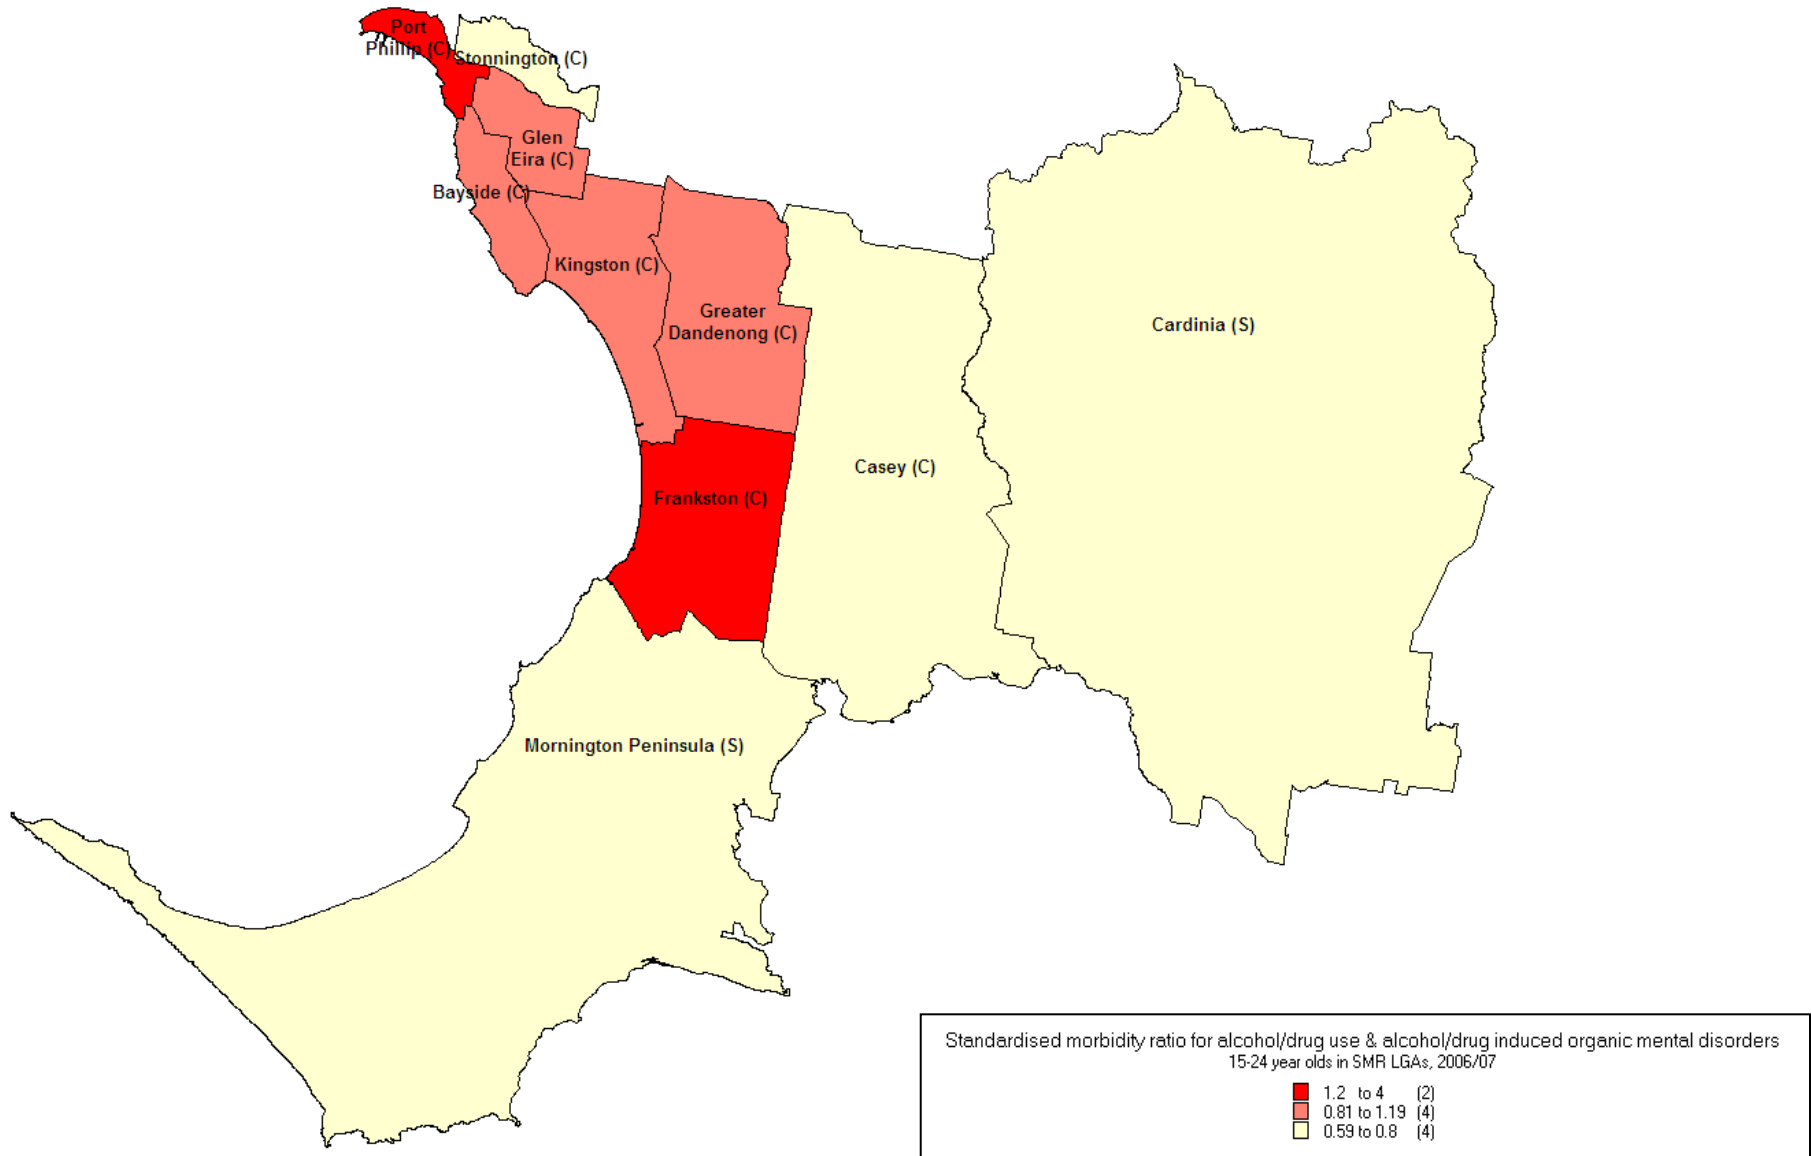 Port
Phillip (C)
Stonnington (C)
Glen
Eira (C)
Bayside (C)
Kingston (C)
Greater
Dandenong (C)
Cardinia (S)
Casey (C)
Frankston (C)
Mornington Peninsula (S)
Standardised morbidity ratio for alcohol/drug use & alcohol/drug induced organic mental disorders
15-24 year olds in SMR LGAs, 2006/07
1.2 to 4 (2)
0.81 to 1.19 (4)
0.59 to 0.8 (4)